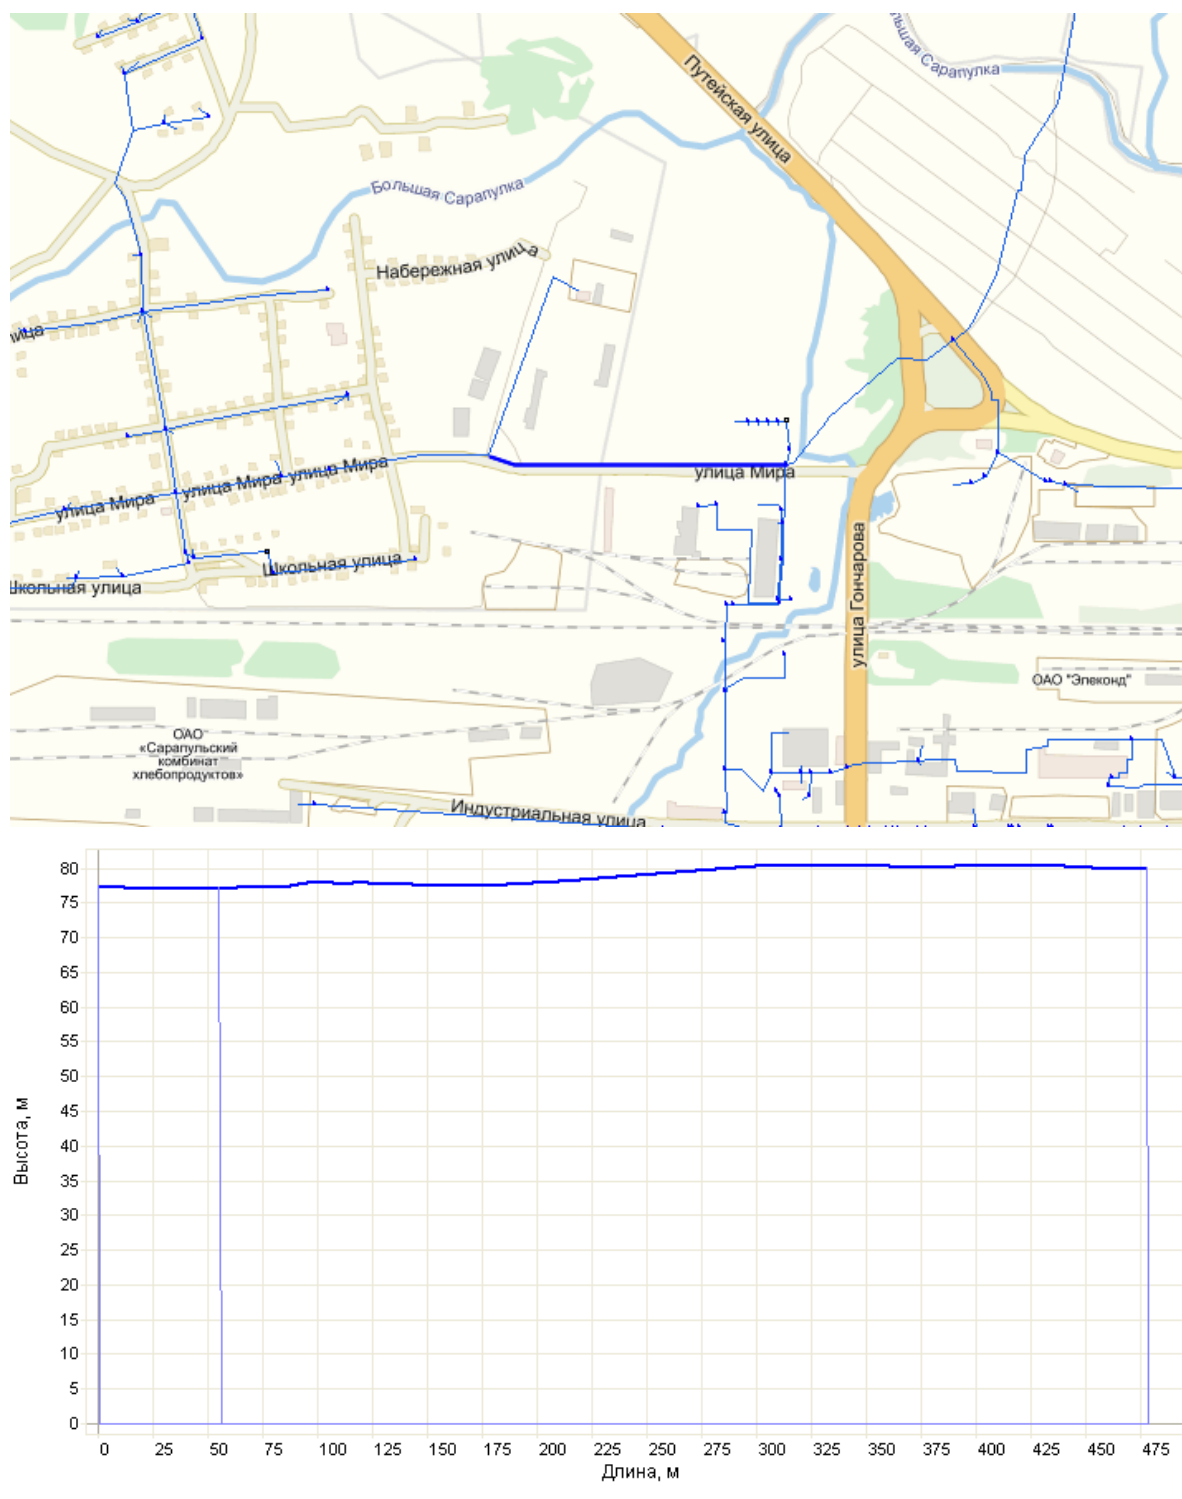 Большая Сарапулка
Путейская улица
Большая Сарапулка
Набережная улица
улица
улица Мира
улица Мира
улица Мира
улица Мира
Школьная улица
Школьная улица
улица Гончарова
ОАО "Элеконд"
ОАО
«Сарапульский
комбинат
хлебопродуктов»
Индустриальная улица
Высота, м
80
75
70
65
60
55
50
45
40
35
30
25
20
15
10
5
0
0 25 50 75 100 125 150 175 200 225 250 275 300 325 350 375 400 425 450 475
Длина, м